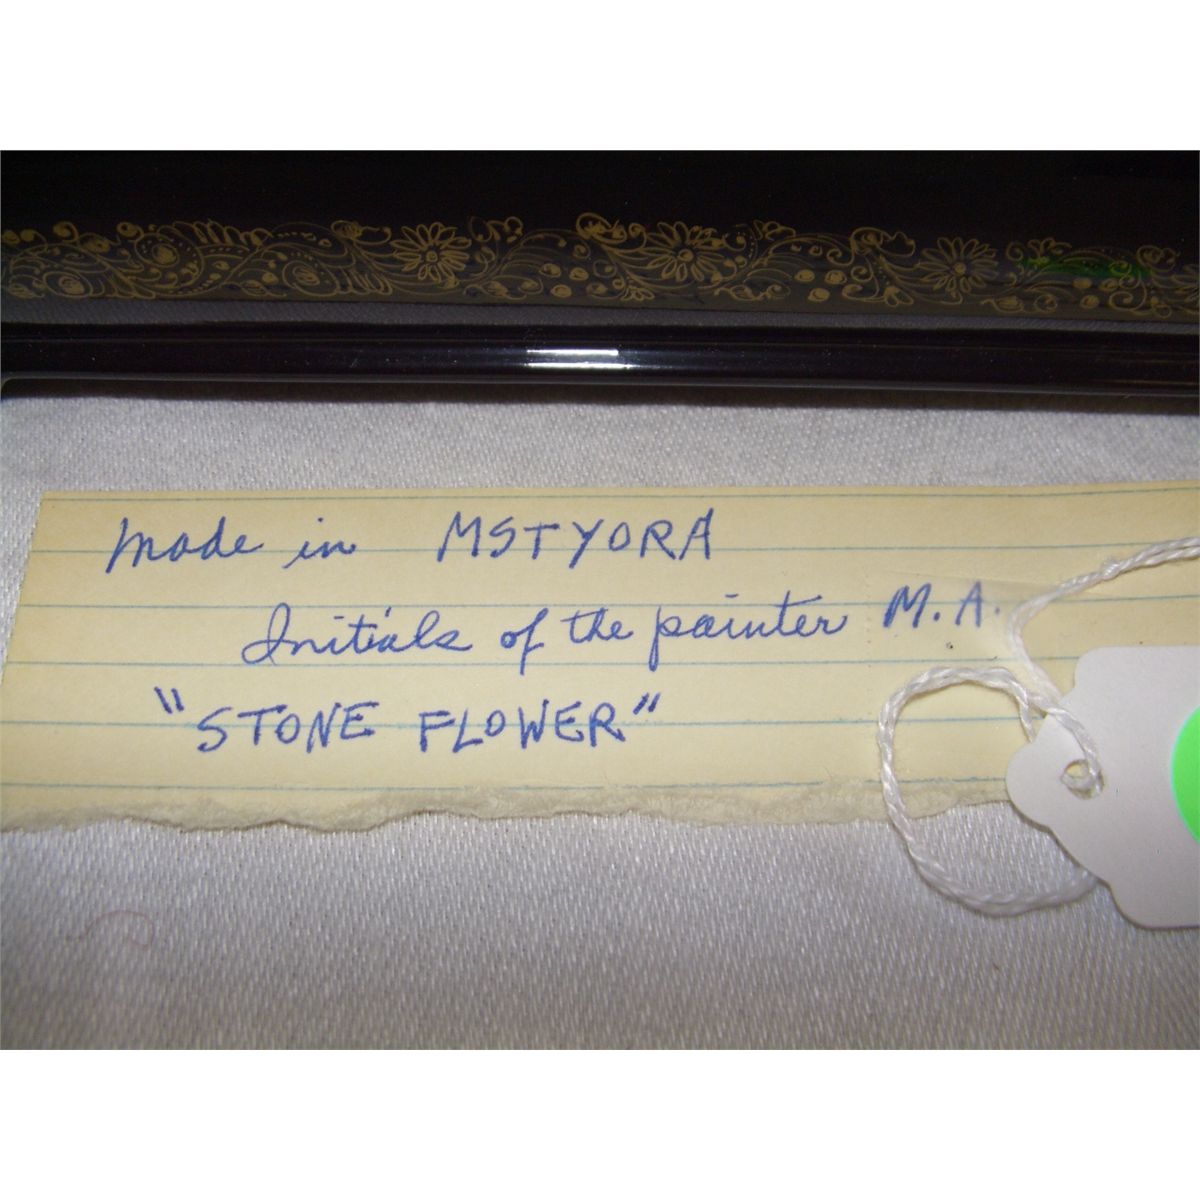 Made in MSTYORA
Initials of the painter M.A.
"STONE FLOWER"